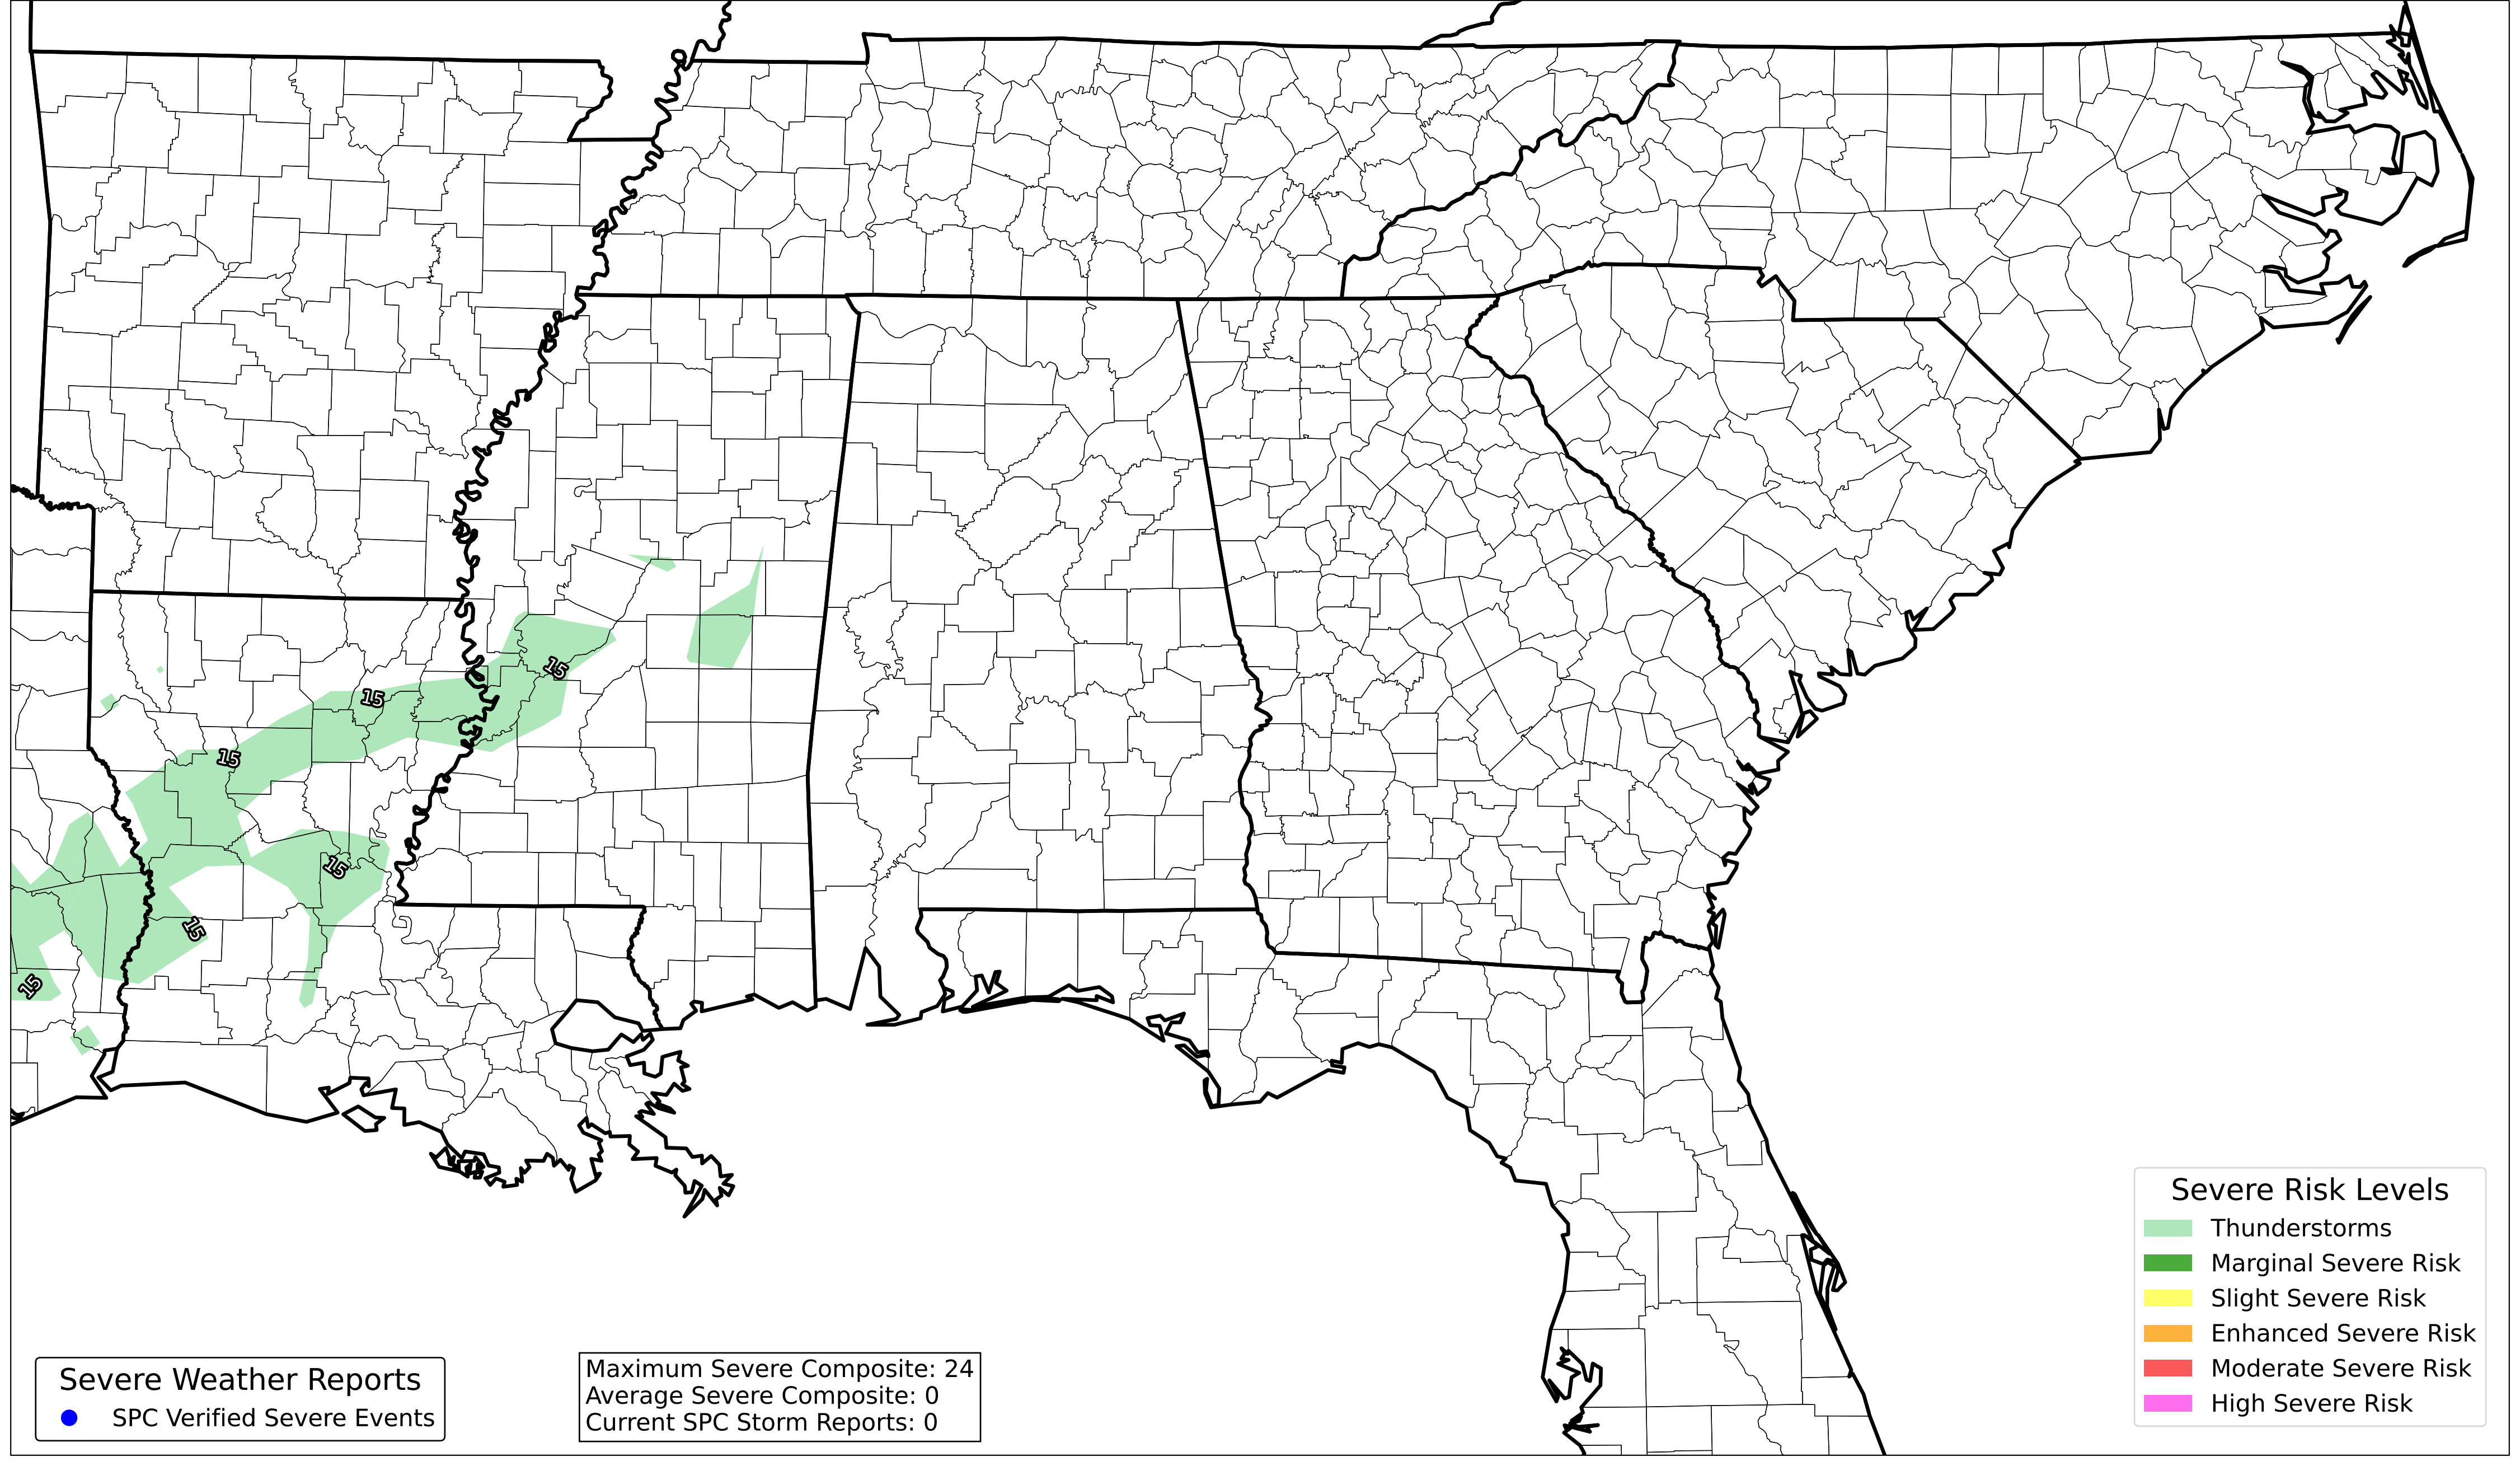 15
15
15
15
15
15
Severe Risk Levels
Thunderstorms
Marginal Severe Risk
Slight Severe Risk
Enhanced Severe Risk
Moderate Severe Risk
High Severe Risk
Severe Weather Reports
SPC Verified Severe Events
Maximum Severe Composite: 24
Average Severe Composite: 0
Current SPC Storm Reports: 0